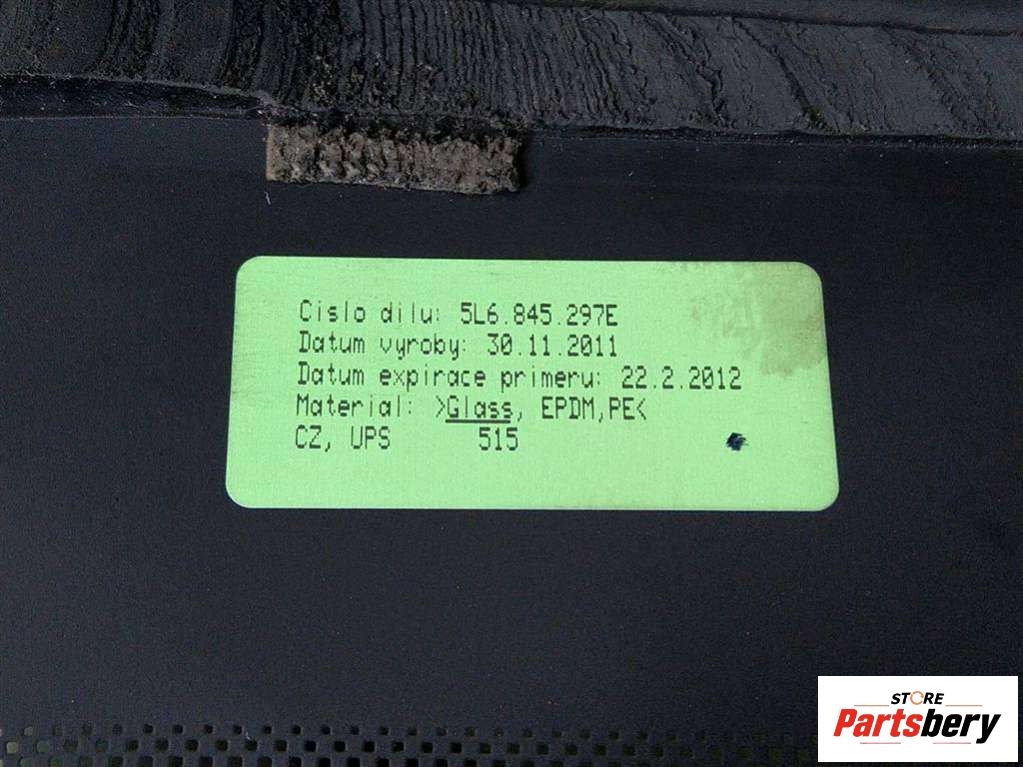 Cislo dilu: 5L6.845.297E
Datum vyroby: 30.11.2011
Datum expirace primeru: 22.2.2012
Material: >Glass, EPDM,PE<
CZ, UPS 515
STORE
Partsbery